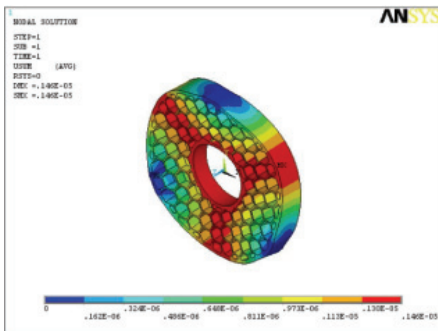 1
ANSYS
NODAL SOLUTION
STEP=1
SUB =1
TIME=1
USUM (AVG)
RSYS=0
DMX =.146E-05
SMX =.146E-05
MX
0 .324E-06 .648E-06 .973E-06 .130E-05
.162E-06 .486E-06 .811E-06 .113E-05 .146E-05